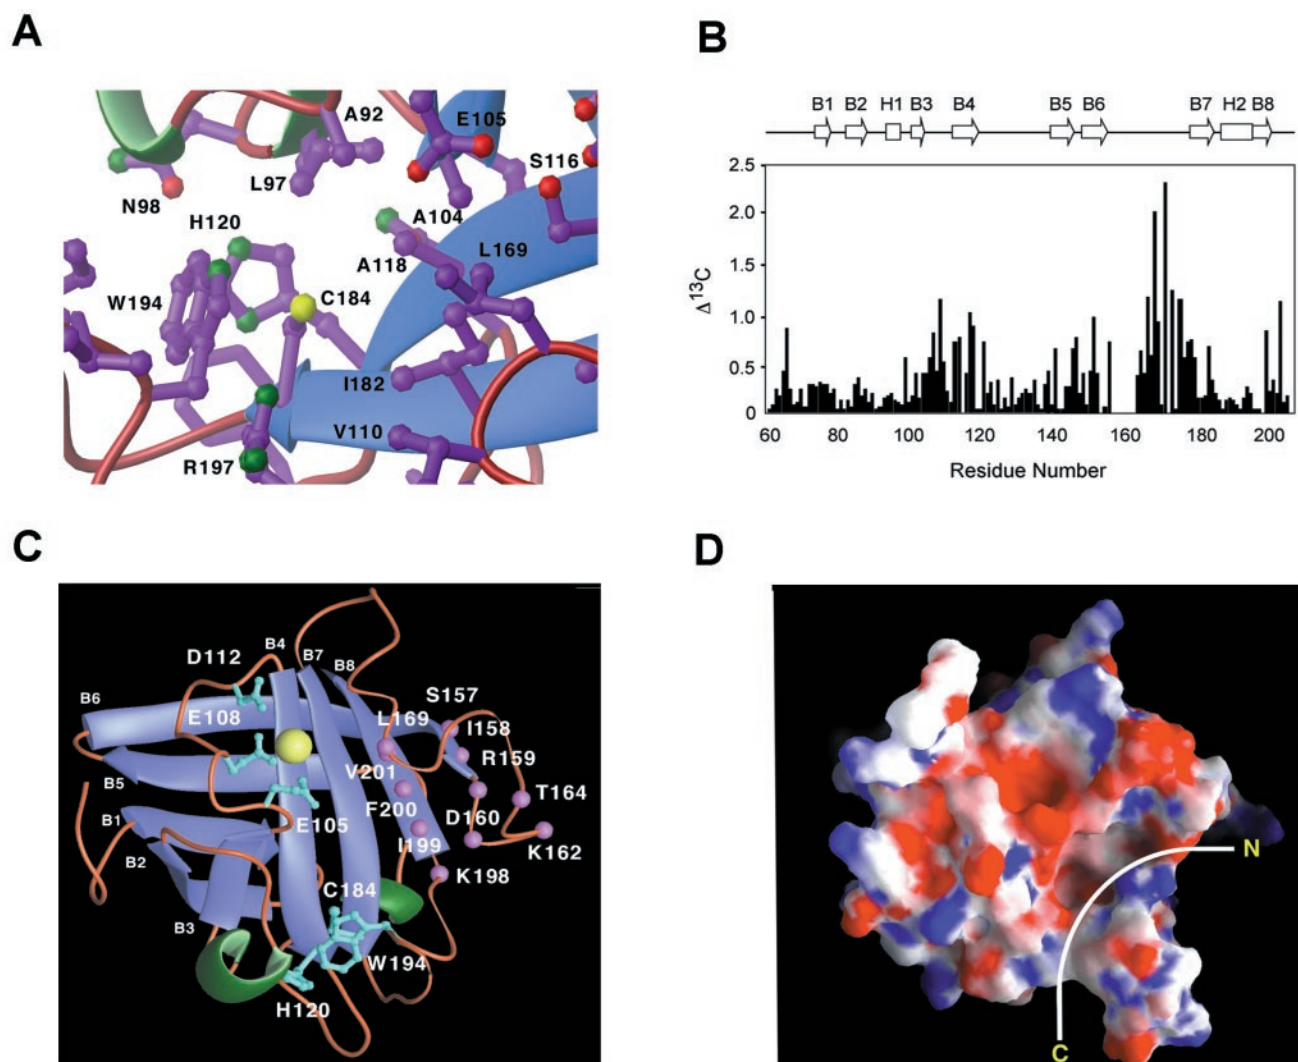 A
A92
E105
S116
L97
N98
H120
A104
A118
L169
W194
C184
I182
V110
R197
B
B1 B2 H1 B3 B4 B5 B6 B7 H2 B8
2.5
2.0
1.5
1.0
0.5
0
Δ¹³C
60 80 100 120 140 160 180 200
Residue Number
C
B4
B7
B8
D112
B6
S157
L169
I158
E108
R159
B5
V201
T164
F200
D160
B1
E105
I199
K162
B2
K198
C184
B3
W194
H120
D
N
C